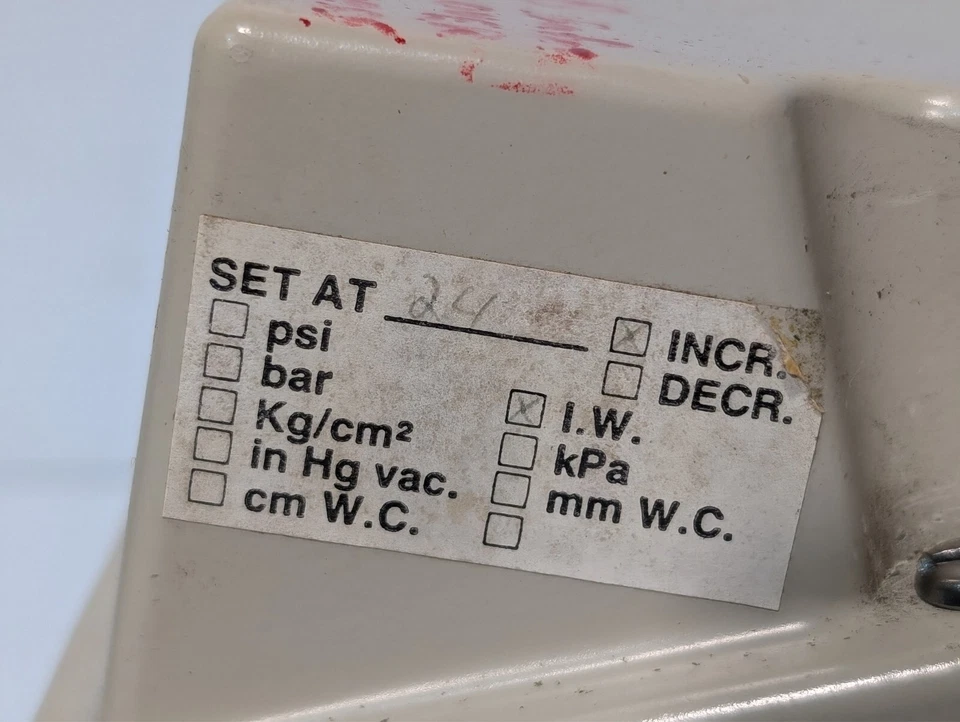 SET AT 24
psi
bar
Kg/cm²
in Hg vac.
cm W.C.
INCR.
DECR.
I.W.
kPa
mm W.C.